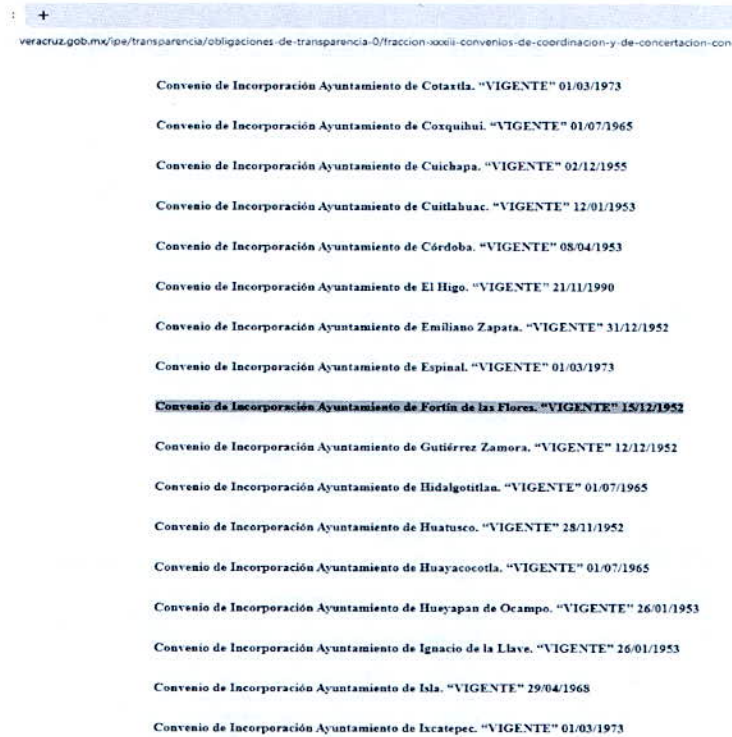 : +
veracruz.gob.mx/ipe/transparencia/obligaciones-de-transparencia-0/fraccion-xxxiii-convenios-de-coordinacion-y-de-concertacion-con
Convenio de Incorporación Ayuntamiento de Cotaxtla. “VIGENTE” 01/03/1973
Convenio de Incorporación Ayuntamiento de Coxquihui. “VIGENTE” 01/07/1965
Convenio de Incorporación Ayuntamiento de Cuichapa. “VIGENTE” 02/12/1955
Convenio de Incorporación Ayuntamiento de Cuitlahuac. “VIGENTE” 12/01/1953
Convenio de Incorporación Ayuntamiento de Córdoba. “VIGENTE” 08/04/1953
Convenio de Incorporación Ayuntamiento de El Higo. “VIGENTE” 21/11/1990
Convenio de Incorporación Ayuntamiento de Emiliano Zapata. “VIGENTE” 31/12/1952
Convenio de Incorporación Ayuntamiento de Espinal. “VIGENTE” 01/03/1973
Convenio de Incorporación Ayuntamiento de Fortín de las Flores. “VIGENTE” 15/12/1952
Convenio de Incorporación Ayuntamiento de Gutiérrez Zamora. “VIGENTE” 12/12/1952
Convenio de Incorporación Ayuntamiento de Hidalgotitlan. “VIGENTE” 01/07/1965
Convenio de Incorporación Ayuntamiento de Huatusco. “VIGENTE” 28/11/1952
Convenio de Incorporación Ayuntamiento de Huayacocotla. “VIGENTE” 01/07/1965
Convenio de Incorporación Ayuntamiento de Hueyapan de Ocampo. “VIGENTE” 26/01/1953
Convenio de Incorporación Ayuntamiento de Ignacio de la Llave. “VIGENTE” 26/01/1953
Convenio de Incorporación Ayuntamiento de Isla. “VIGENTE” 29/04/1968
Convenio de Incorporación Ayuntamiento de Ixcatepec. “VIGENTE” 01/03/1973